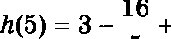 h(5) = 3 − 16 +